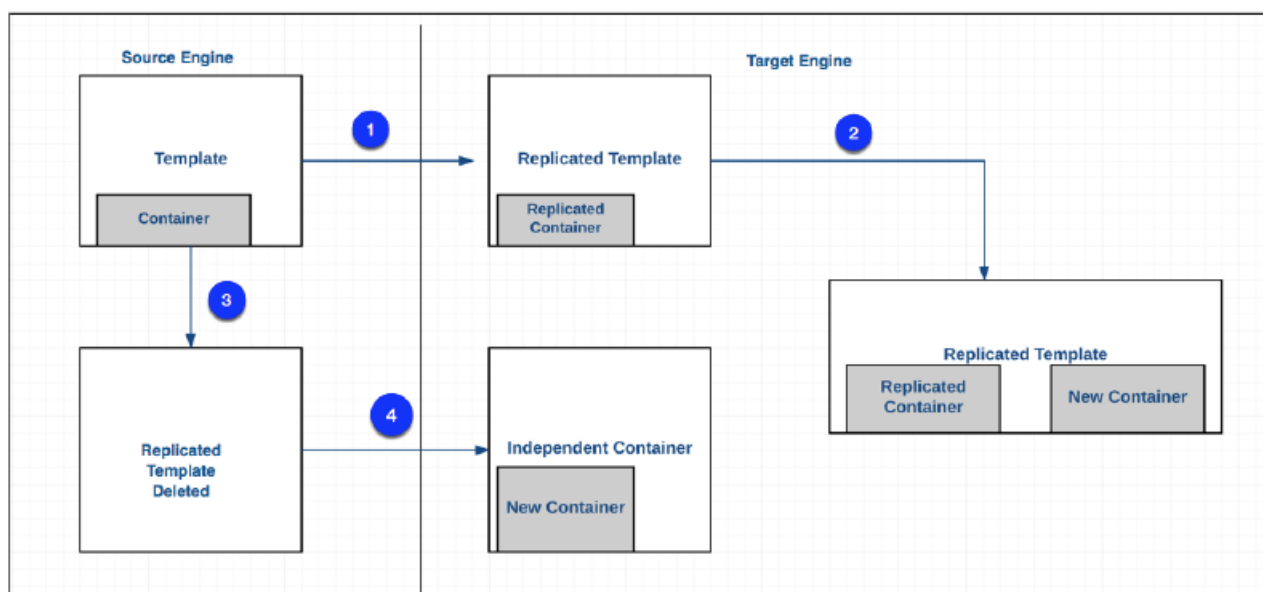 Source Engine
Target Engine
Template
Container
1
Replicated Template
Replicated
Container
2
3
Replicated Template
Replicated
Container
New Container
Replicated
Template
Deleted
4
Independent Container
New Container